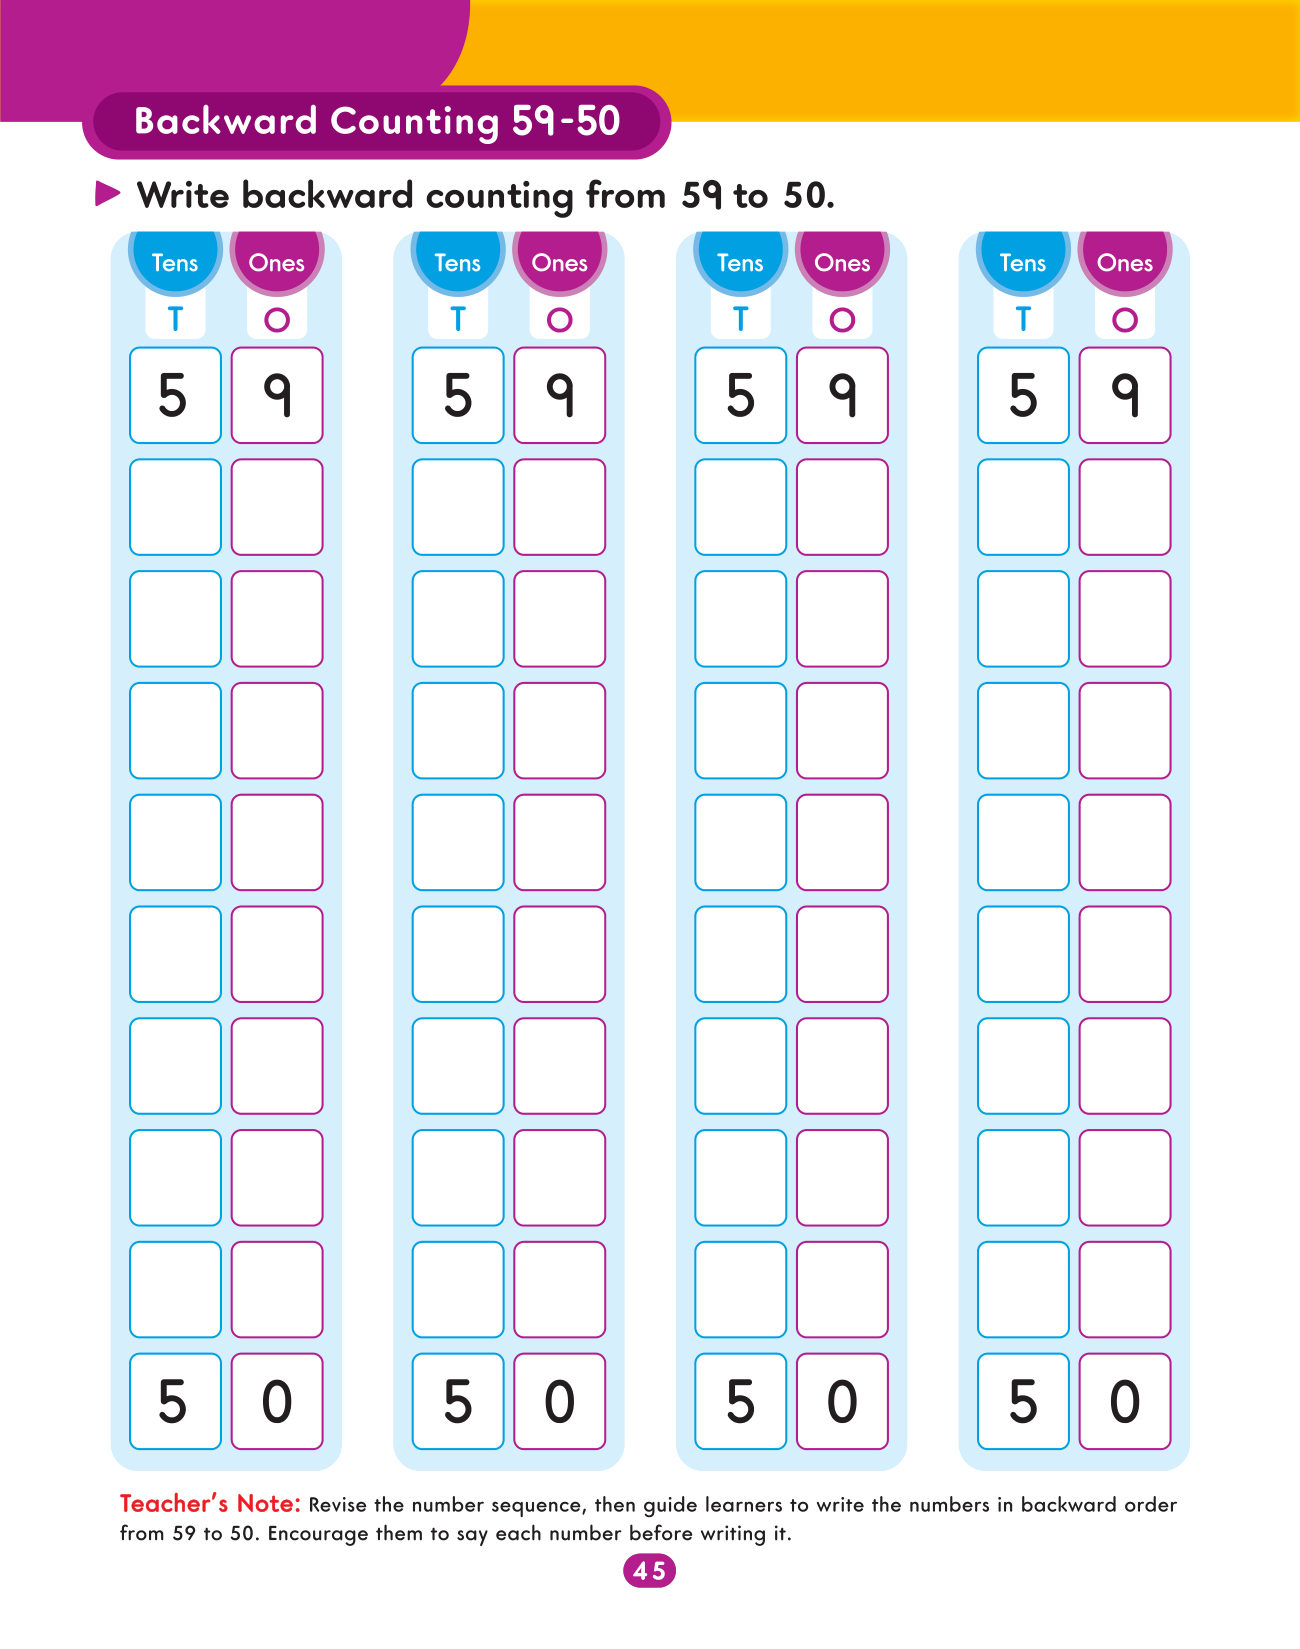 Backward Counting 59-50
Write backward counting from 59 to 50.
Tens Ones Tens Ones Tens Ones Tens Ones
T O T O T O T O
5 9 5 9 5 9 5 9
5 0 5 0 5 0 5 0
Teacher's Note: Revise the number sequence, then guide learners to write the numbers in backward order
from 59 to 50. Encourage them to say each number before writing it.
45